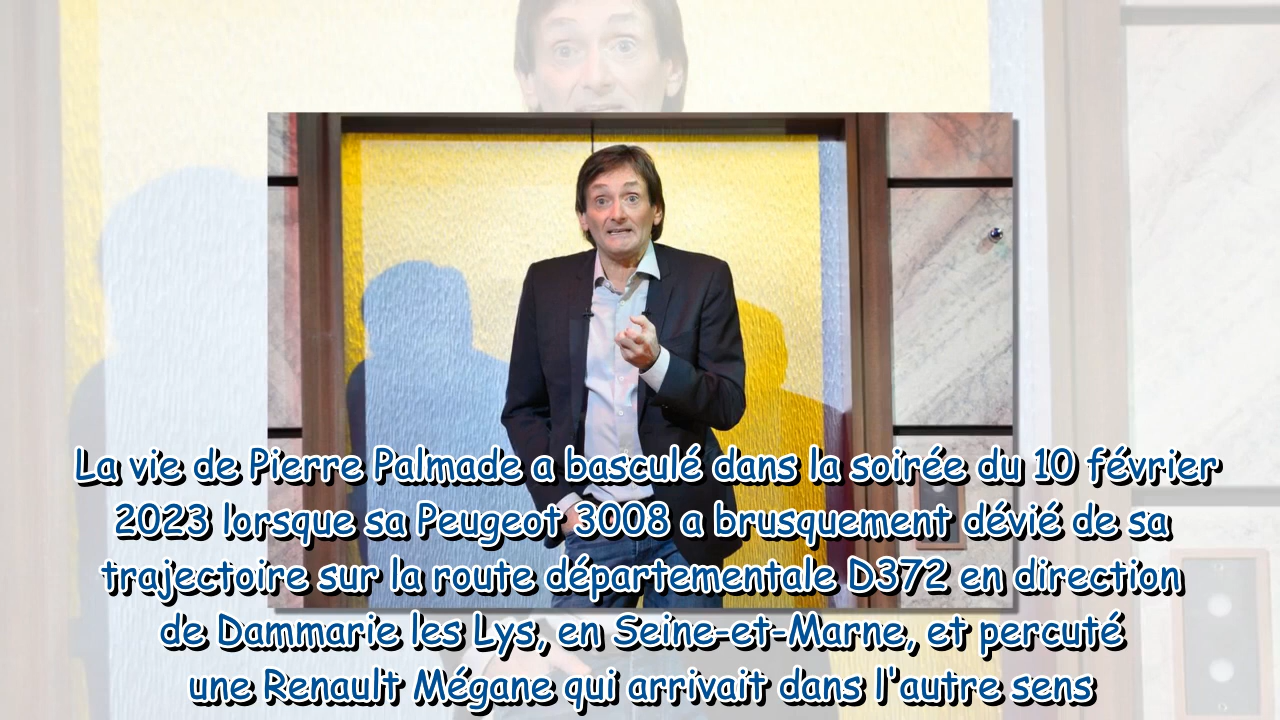 La vie de Pierre Palmade a basculé dans la soirée du 10 février
2023 lorsque sa Peugeot 3008 a brusquement dévié de sa
trajectoire sur la route départementale D372 en direction
de Dammarie les Lys, en Seine-et-Marne, et percuté
une Renault Mégane qui arrivait dans l'autre sens